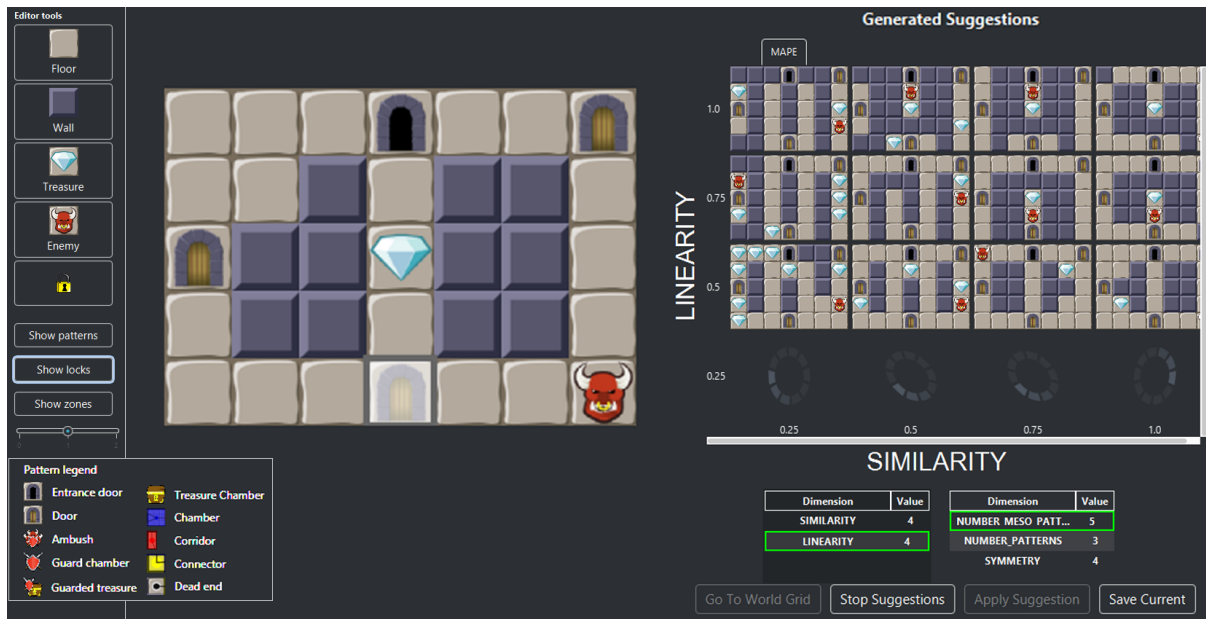 Editor tools
Floor
Wall
Treasure
Enemy
Show patterns
Show locks
Show zones
0 1 2
Pattern legend
Entrance door
Door
Ambush
Guard chamber
Guarded treasure
Treasure Chamber
Chamber
Corridor
Connector
Dead end
Generated Suggestions
MAPE
LINEARITY
1.0
0.75
0.5
0.25
0.25 0.5 0.75 1.0
SIMILARITY
Dimension Value
SIMILARITY 4
LINEARITY 4
Dimension Value
NUMBER_MESO_PATT... 5
NUMBER_PATTERNS 3
SYMMETRY 4
Go To World Grid
Stop Suggestions
Apply Suggestion
Save Current